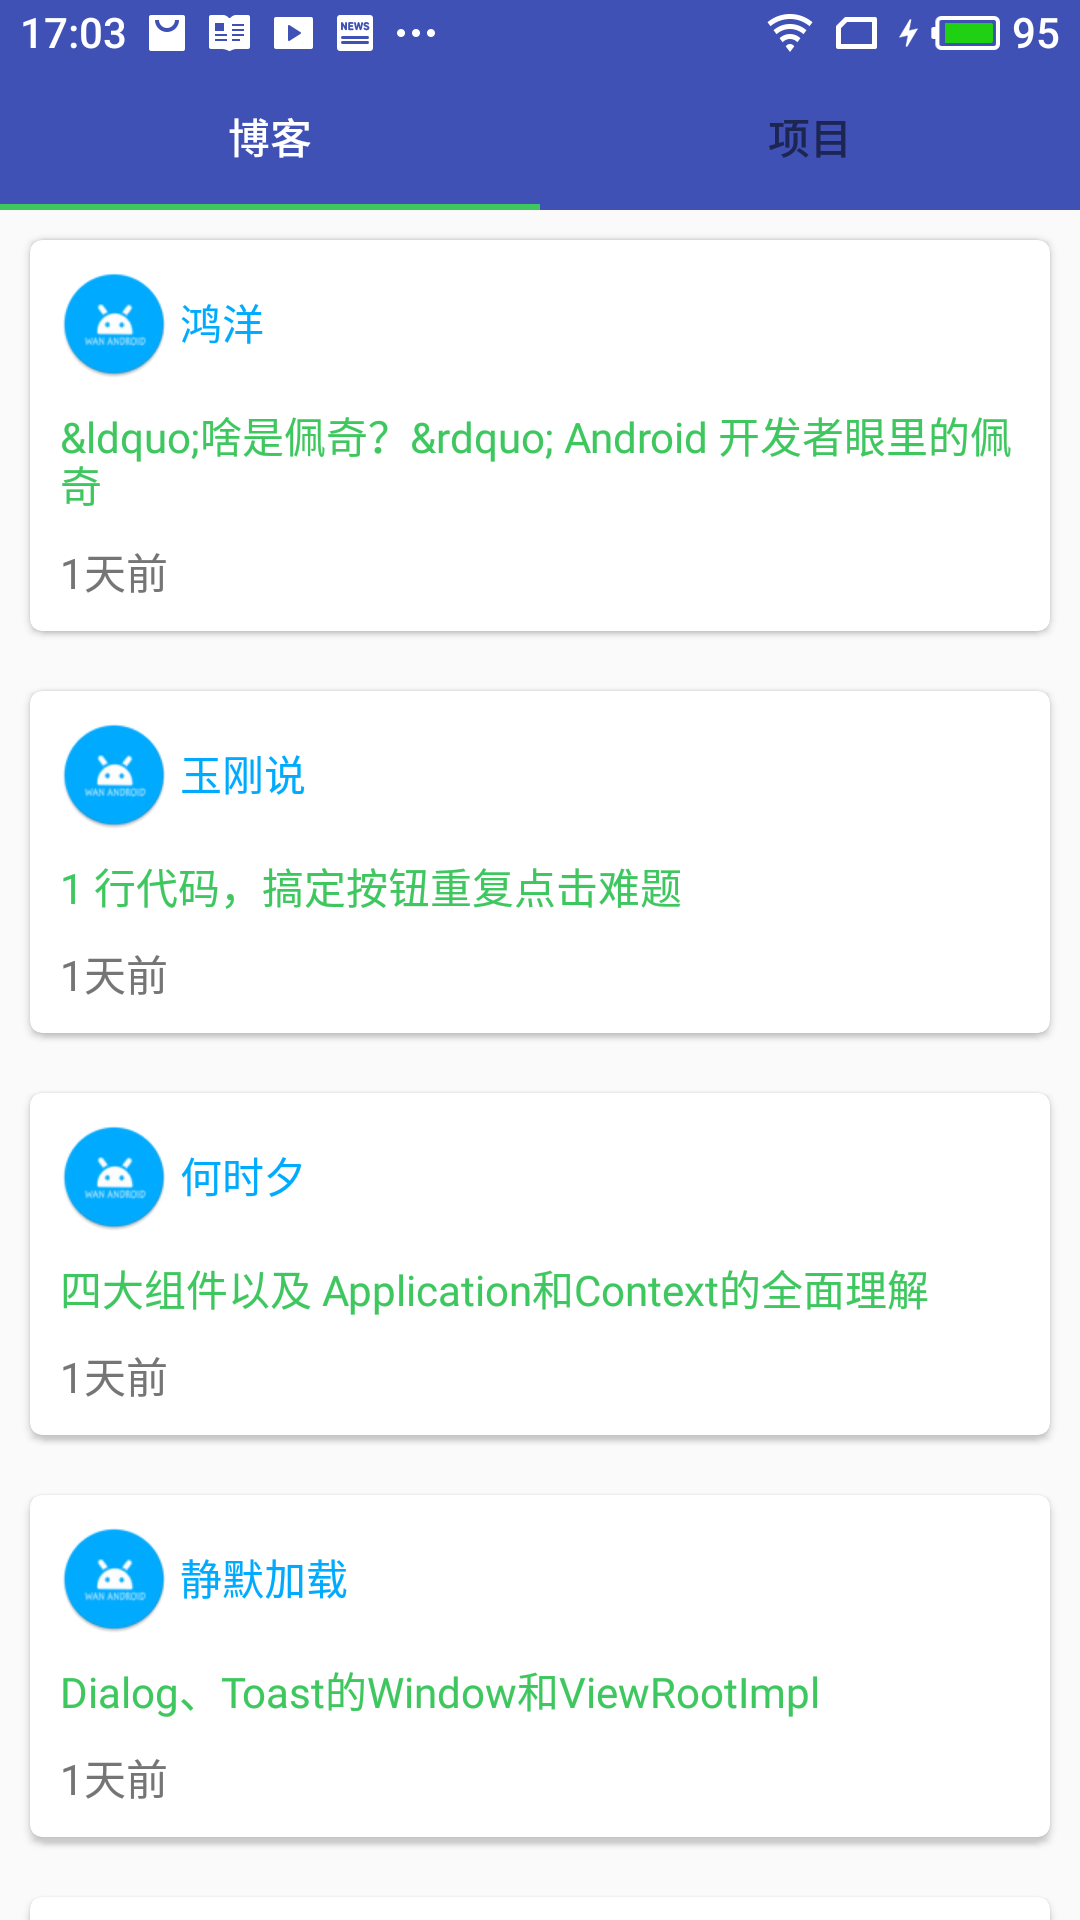 17:03 NEWS 95
博客 项目
WAN ANDROID 鸿洋
&ldquo;啥是佩奇？&rdquo; Android 开发者眼里的佩
奇
1天前
WAN ANDROID 玉刚说
1 行代码，搞定按钮重复点击难题
1天前
WAN ANDROID 何时夕
四大组件以及 Application和Context的全面理解
1天前
WAN ANDROID 静默加载
Dialog、Toast的Window和ViewRootImpl
1天前